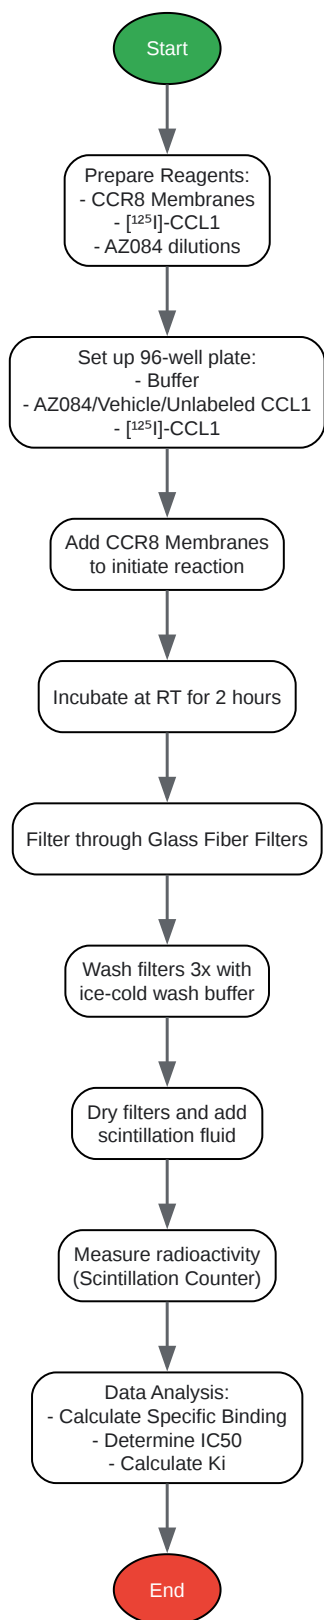 Start
Prepare Reagents:
- CCR8 Membranes
- [¹²⁵I]-CCL1
- AZ084 dilutions
Set up 96-well plate:
- Buffer
- AZ084/Vehicle/Unlabeled CCL1
- [¹²⁵I]-CCL1
Add CCR8 Membranes
to initiate reaction
Incubate at RT for 2 hours
Filter through Glass Fiber Filters
Wash filters 3x with
ice-cold wash buffer
Dry filters and add
scintillation fluid
Measure radioactivity
(Scintillation Counter)
Data Analysis:
- Calculate Specific Binding
- Determine IC50
- Calculate Ki
End